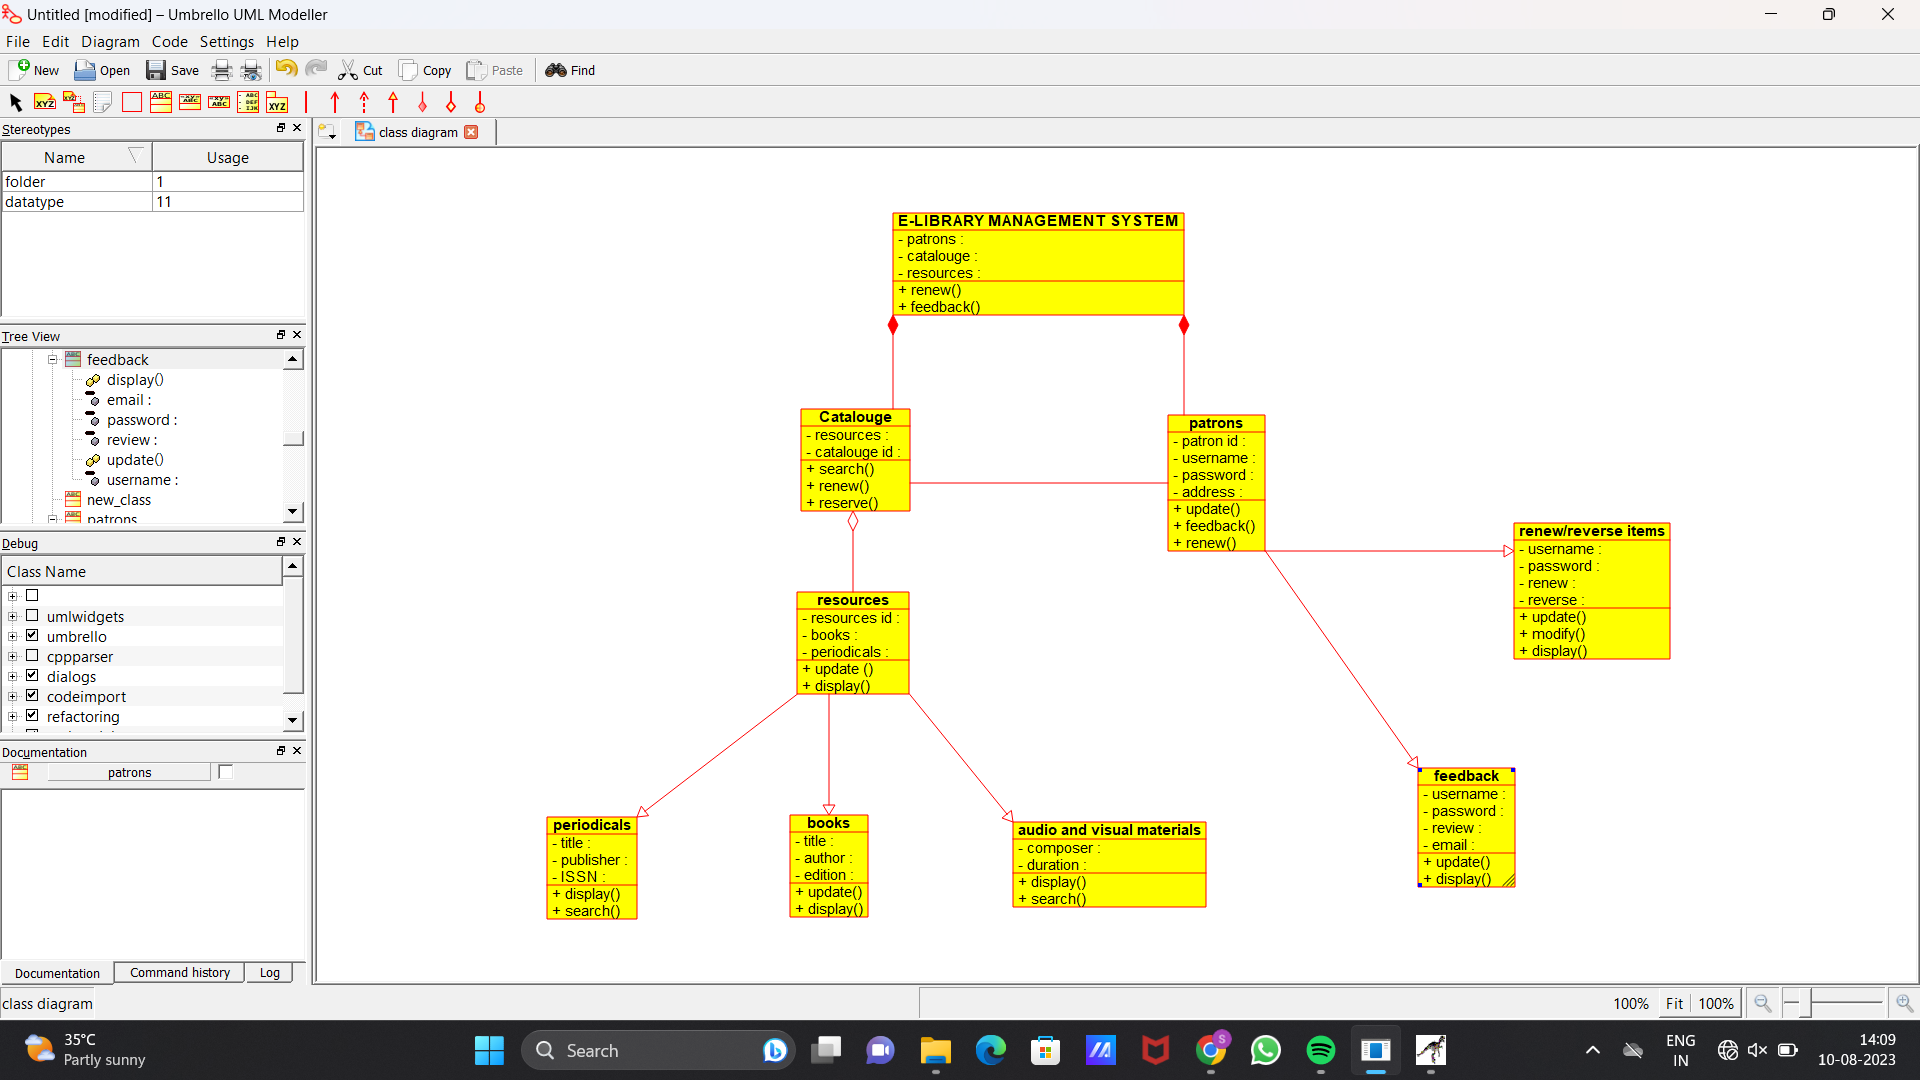 Untitled [modified] – Umbrello UML Modeller
File Edit Diagram Code Settings Help
New Open Save Cut Copy Paste Find
Stereotypes
Name Usage
folder 1
datatype 11
Tree View
feedback
display()
email :
password :
review :
update()
username :
new_class
patrons
Debug
Class Name
umlwidgets
umbrello
cppparser
dialogs
codeimport
refactoring
Documentation
patrons
Documentation Command history Log
class diagram
class diagram
E-LIBRARY MANAGEMENT SYSTEM
- patrons :
- catalouge :
- resources :
+ renew()
+ feedback()
Catalouge
- resources :
- catalouge id :
+ search()
+ renew()
+ reserve()
patrons
- patron id :
- username :
- password :
- address :
+ update()
+ feedback()
+ renew()
renew/reverse items
- username :
- password :
- renew :
- reverse :
+ update()
+ modify()
+ display()
resources
- resources id :
- books :
- periodicals :
+ update ()
+ display()
periodicals
- title :
- publisher :
- ISSN :
+ display()
+ search()
books
- title :
- author :
- edition :
+ update()
+ display()
audio and visual materials
- composer :
- duration :
+ display()
+ search()
feedback
- username :
- password :
- review :
- email :
+ update()
+ display()
100% Fit 100%
35°C
Partly sunny
Search
ENG
IN
14:09
10-08-2023